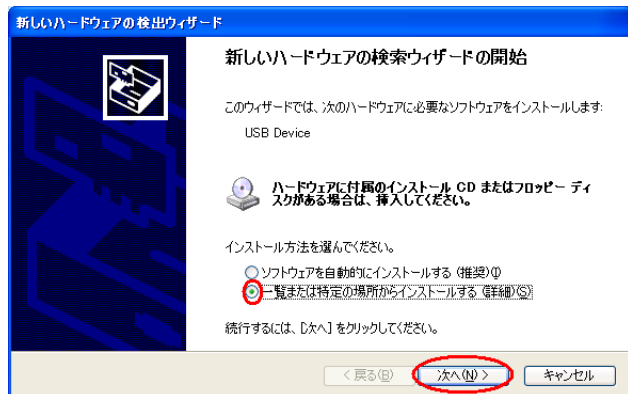 新しいハードウェアの検出ウィザード
新しいハードウェアの検索ウィザードの開始
このウィザードでは、次のハードウェアに必要なソフトウェアをインストールします:
USB Device
ハードウェアに付属のインストール CD またはフロッピー ディ
スクがある場合は、挿入してください。
インストール方法を選んでください。
ソフトウェアを自動的にインストールする (推奨)(I)
一覧または特定の場所からインストールする (詳細)(S)
続行するには、[次へ] をクリックしてください。
< 戻る(B)
次へ(N) >
キャンセル